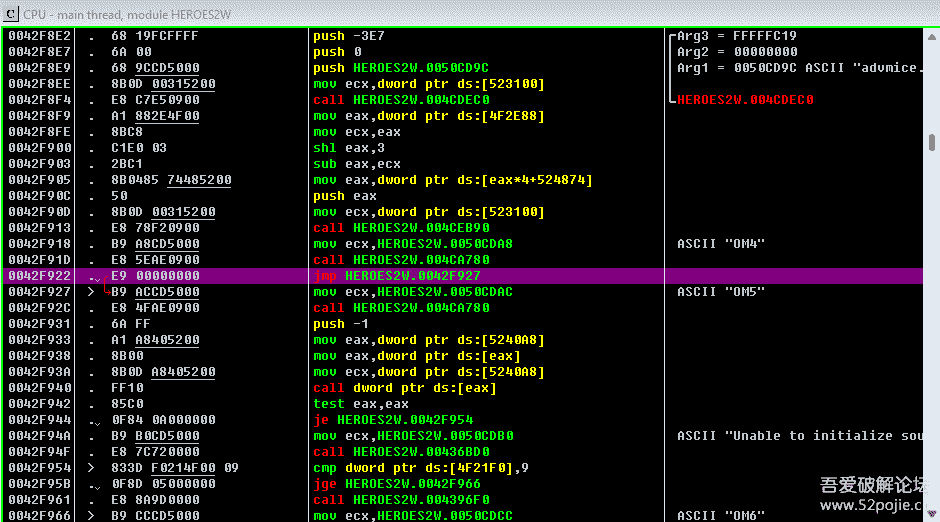 C CPU - main thread, module HEROES2W
0042F8E2 . 68 19FCFFFF push -3E7 Arg3 = FFFFFC19
0042F8E7 . 6A 00 push 0 Arg2 = 00000000
0042F8E9 . 68 9CCD5000 push HEROES2W.0050CD9C Arg1 = 0050CD9C ASCII "advmice.
0042F8EE . 8B0D 00315200 mov ecx,dword ptr ds:[523100]
0042F8F4 . E8 C7E50900 call HEROES2W.004CDEC0 HEROES2W.004CDEC0
0042F8F9 . A1 882E4F00 mov eax,dword ptr ds:[4F2E88]
0042F8FE . 8BC8 mov ecx,eax
0042F900 . C1E0 03 shl eax,3
0042F903 . 2BC1 sub eax,ecx
0042F905 . 8B0485 74485200 mov eax,dword ptr ds:[eax*4+524874]
0042F90C . 50 push eax
0042F90D . 8B0D 00315200 mov ecx,dword ptr ds:[523100]
0042F913 . E8 78F20900 call HEROES2W.004CEB90
0042F918 . B9 A8CD5000 mov ecx,HEROES2W.0050CDA8 ASCII "OM4"
0042F91D . E8 5EAE0900 call HEROES2W.004CA780
0042F922 . E9 00000000 jmp HEROES2W.0042F927
0042F927 > B9 ACCD5000 mov ecx,HEROES2W.0050CDAC ASCII "OM5"
0042F92C . E8 4FAE0900 call HEROES2W.004CA780
0042F931 . 6A FF push -1
0042F933 . A1 A8405200 mov eax,dword ptr ds:[5240A8]
0042F938 . 8B00 mov eax,dword ptr ds:[eax]
0042F93A . 8B0D A8405200 mov ecx,dword ptr ds:[5240A8]
0042F940 . FF10 call dword ptr ds:[eax]
0042F942 . 85C0 test eax,eax
0042F944 . 0F84 0A000000 je HEROES2W.0042F954
0042F94A . B9 B0CD5000 mov ecx,HEROES2W.0050CDB0 ASCII "Unable to initialize sou
0042F94F . E8 7C720000 call HEROES2W.00436BD0
0042F954 > 833D F0214F00 09 cmp dword ptr ds:[4F21F0],9
0042F95B . 0F8D 05000000 jge HEROES2W.0042F966
0042F961 . E8 8A9D0000 call HEROES2W.004396F0
0042F966 > B9 CCCD5000 mov ecx,HEROES2W.0050CDCC ASCII "OM6"
吾爱破解论坛
www.52pojie.cn